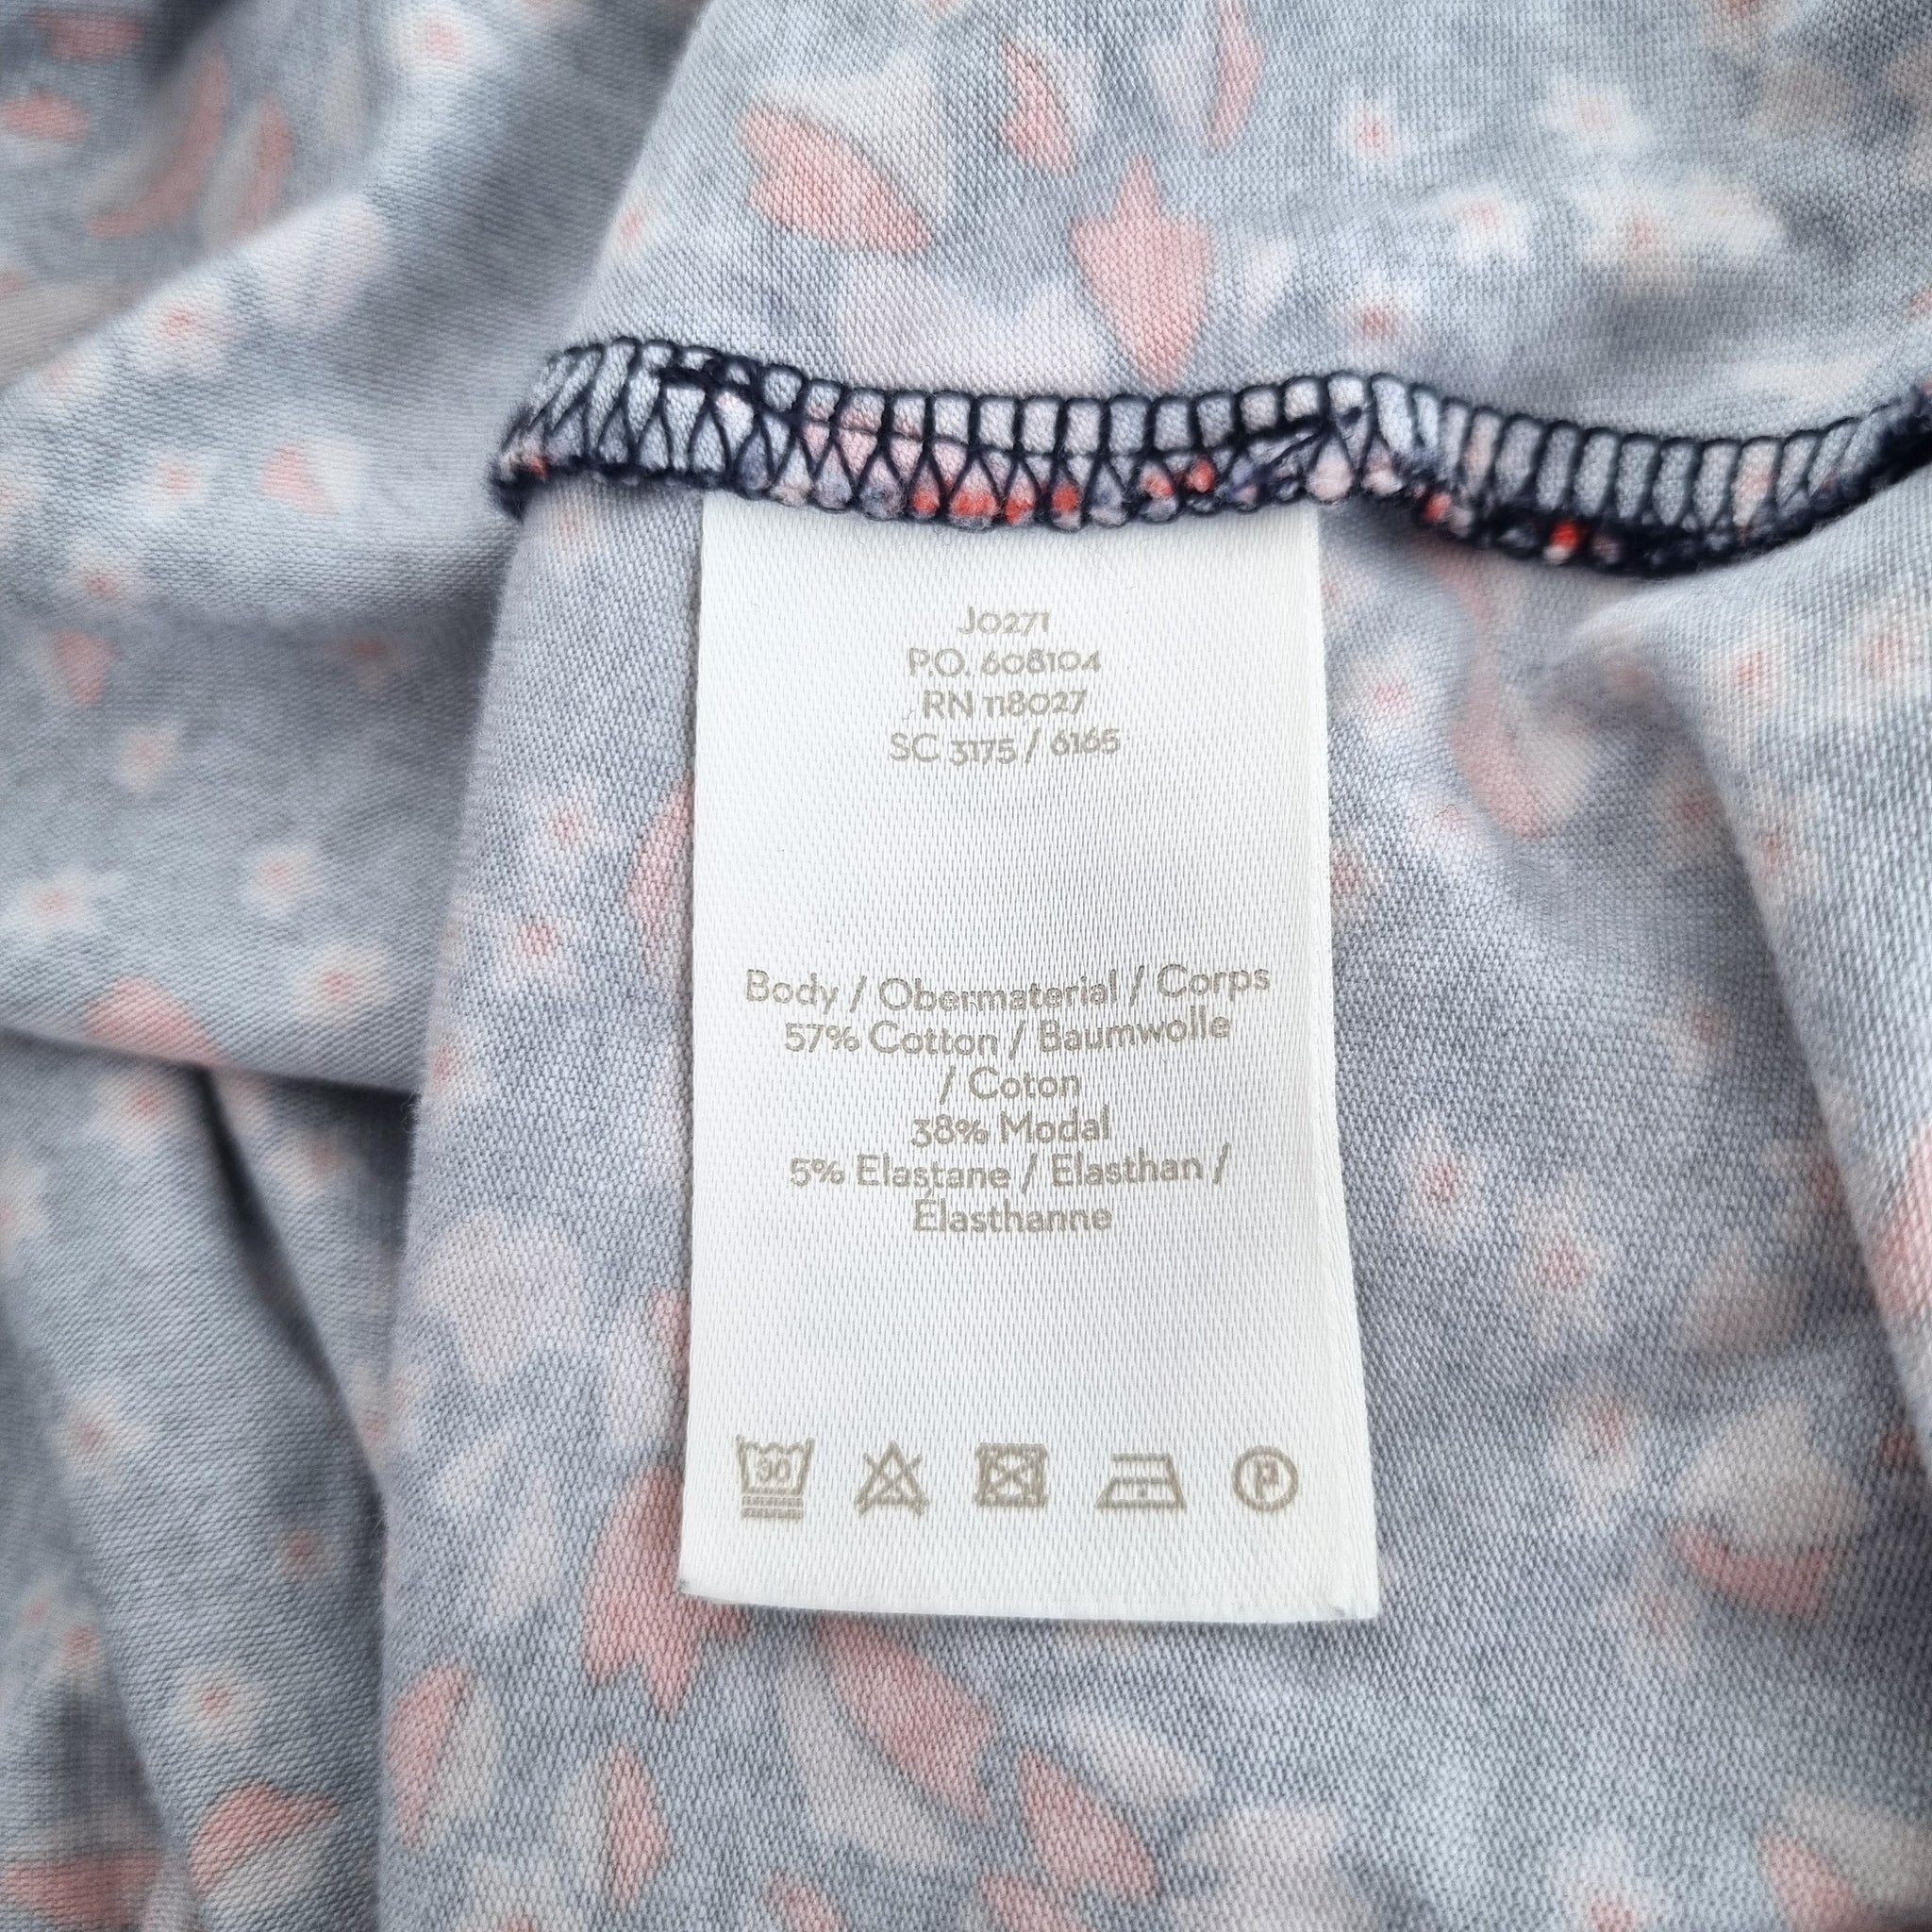 J0271
P.O. 608104
RN 118027
SC 3175 / 6165
Body / Obermaterial / Corps
57% Cotton / Baumwolle
/ Coton
38% Modal
5% Elastane / Elasthan /
Élasthanne
30
P